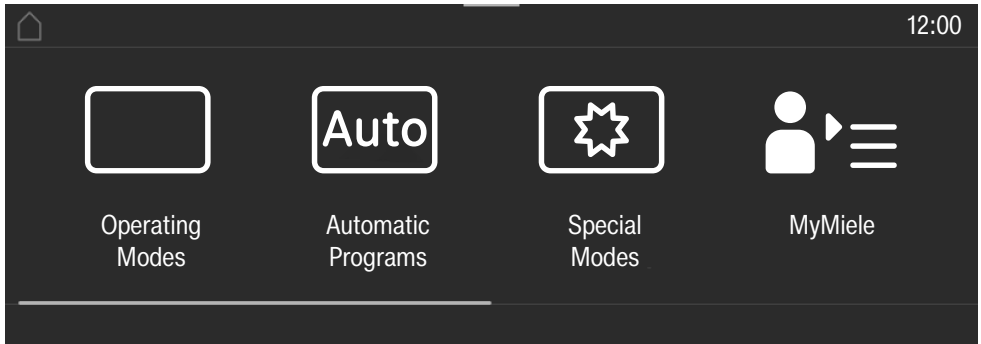 12:00
Auto
Operating
Modes
Automatic
Programs
Special
Modes
MyMiele